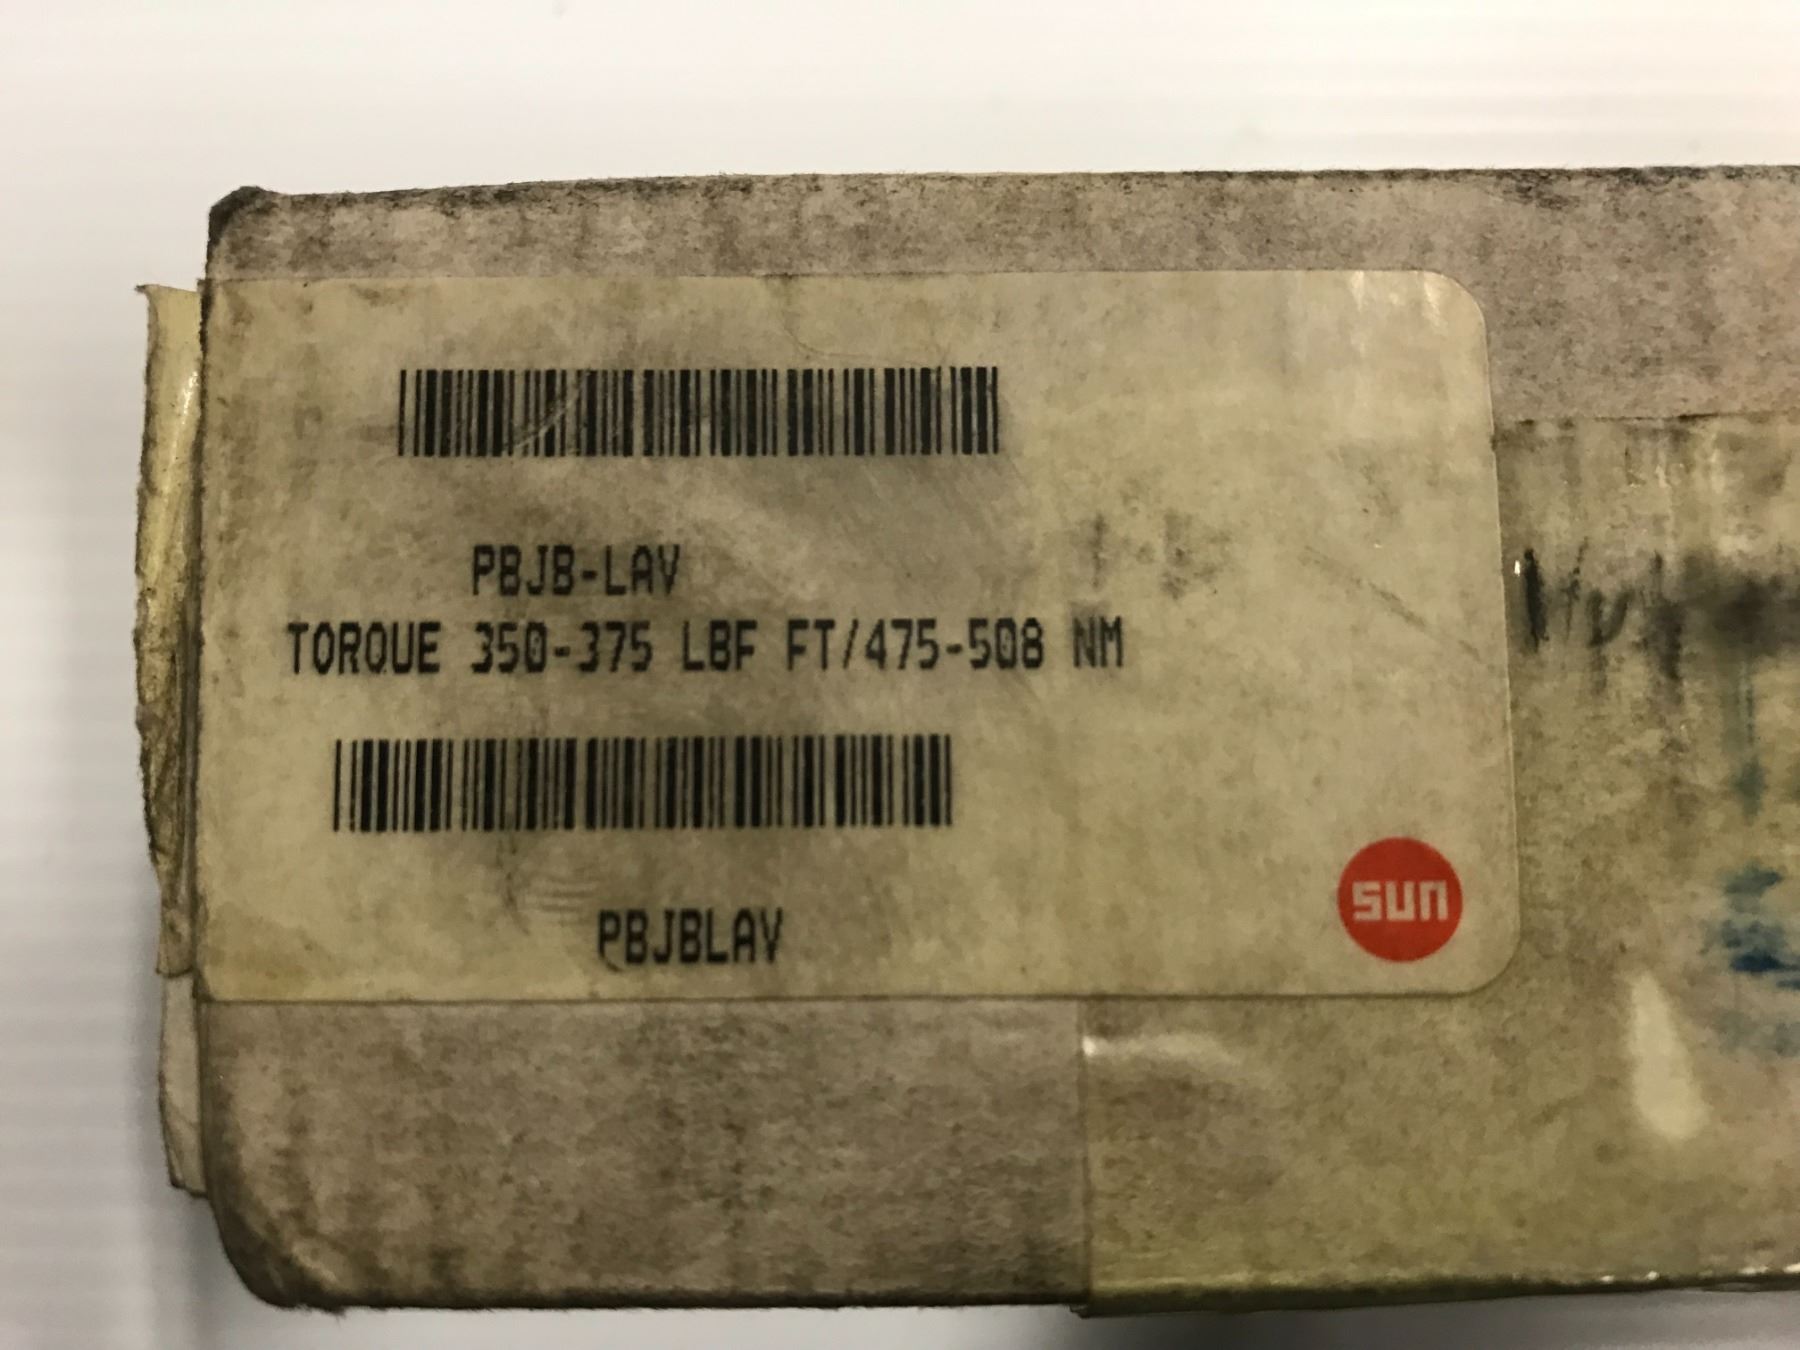 PBJB-LAV
TORQUE 350-375 LBF FT/475-508 NM
PBJBLAV
sun